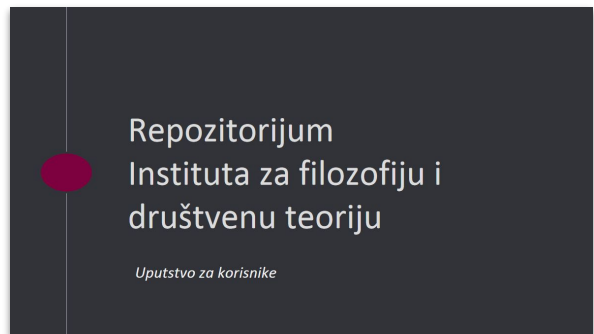 Repozitorijum
Instituta za filozofiju i
društvenu teoriju
Uputstvo za korisnike